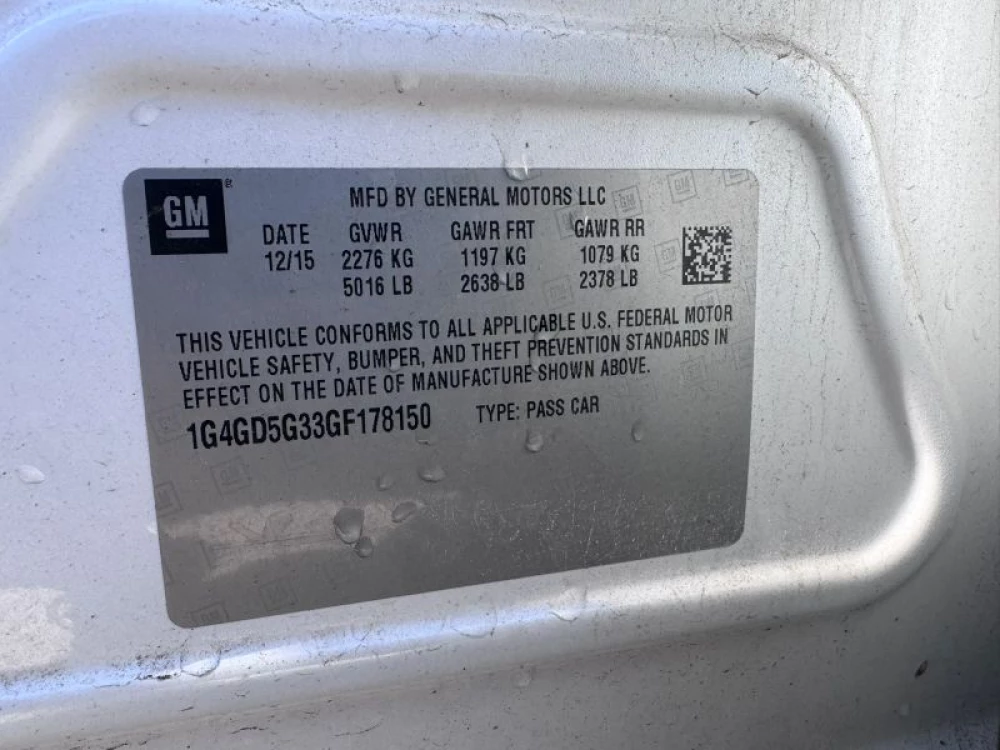 GM
MFD BY GENERAL MOTORS LLC
DATE GVWR GAWR FRT GAWR RR
12/15 2276 KG 1197 KG 1079 KG
5016 LB 2638 LB 2378 LB
THIS VEHICLE CONFORMS TO ALL APPLICABLE U.S. FEDERAL MOTOR
VEHICLE SAFETY, BUMPER, AND THEFT PREVENTION STANDARDS IN
EFFECT ON THE DATE OF MANUFACTURE SHOWN ABOVE.
1G4GD5G33GF178150 TYPE: PASS CAR